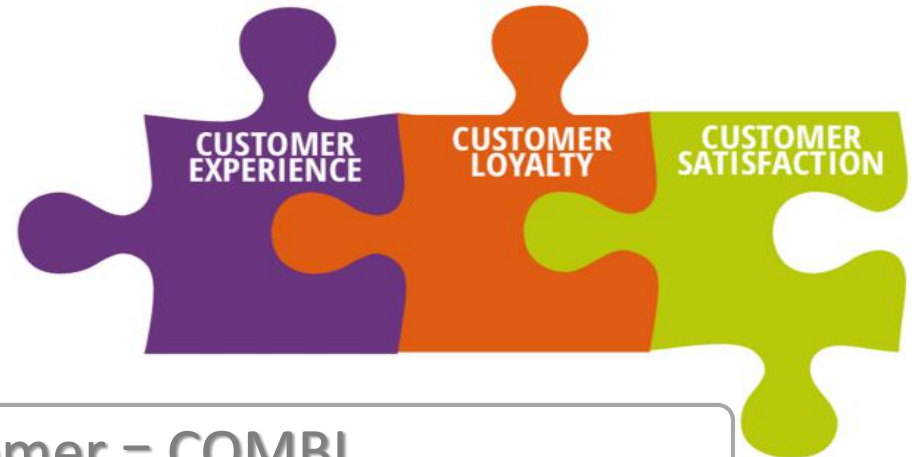 CUSTOMER
EXPERIENCE
CUSTOMER
LOYALTY
CUSTOMER
SATISFACTION
omer = COMBI